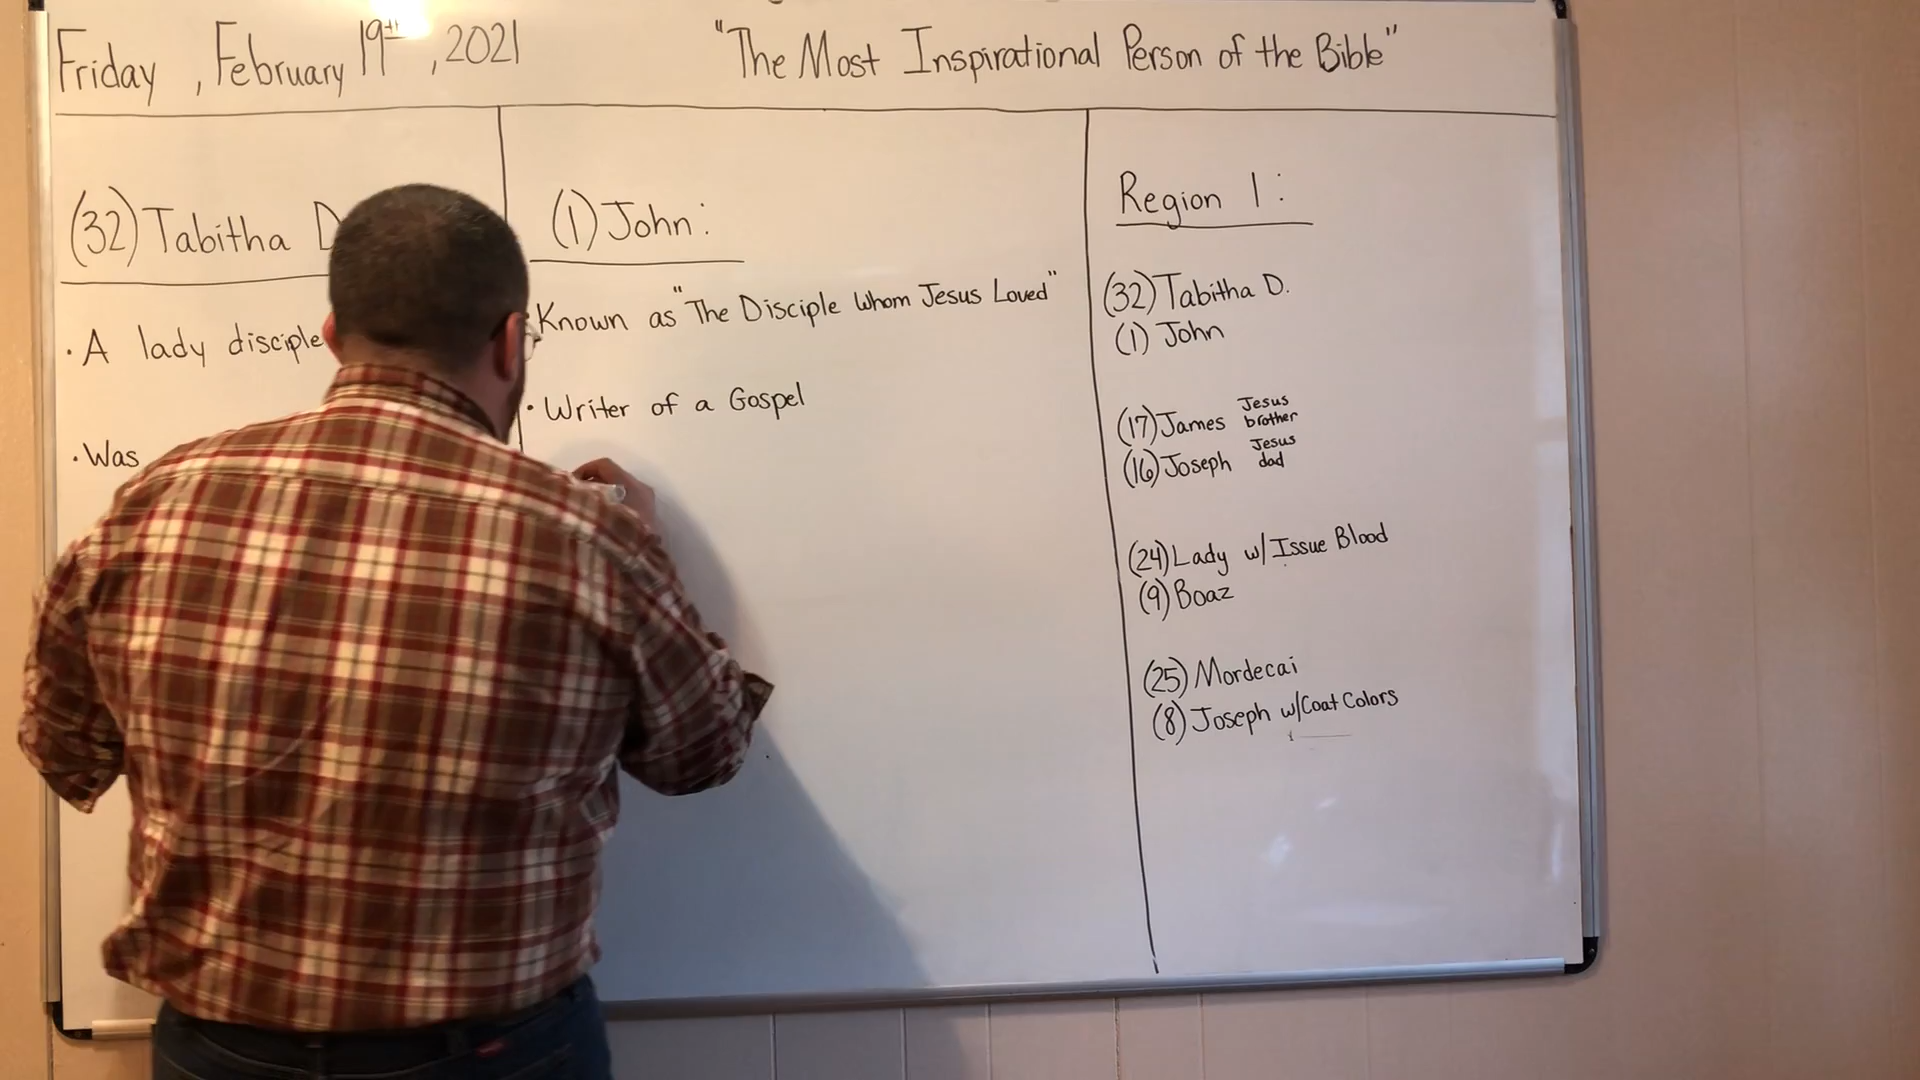 Friday, February 19th, 2021
"The Most Inspirational Person of the Bible"
(32) Tabitha D
• A lady disciple
• Was
(1) John:
• Known as "The Disciple Whom Jesus Loved"
• Writer of a Gospel
Region 1:
(32) Tabitha D.
(1) John
(17) James Jesus brother
(16) Joseph Jesus dad
(24) Lady w/ Issue Blood
(9) Boaz
(25) Mordecai
(8) Joseph w/Coat Colors